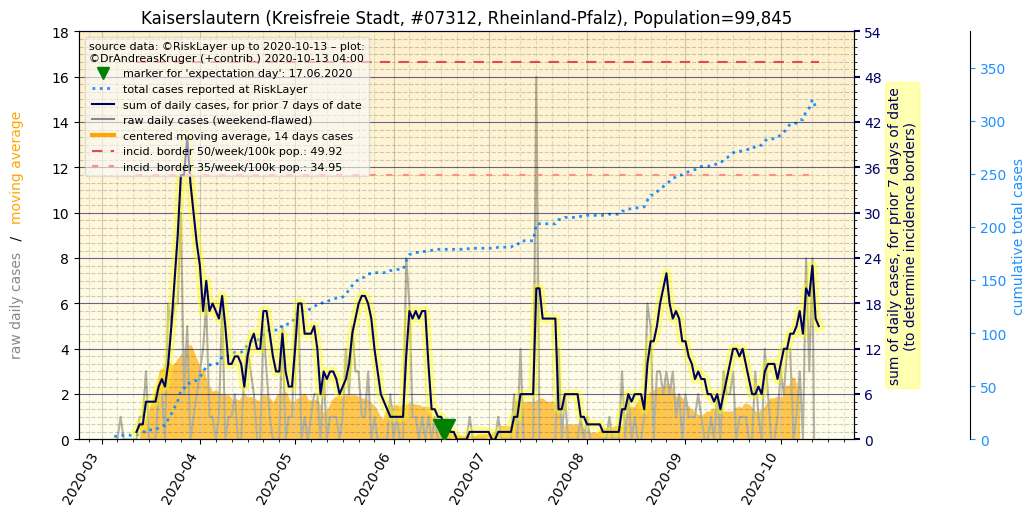 Kaiserslautern (Kreisfreie Stadt, #07312, Rheinland-Pfalz), Population=99,845
source data: ©RiskLayer up to 2020-10-13 – plot:
©DrAndreasKruger (+contrib.) 2020-10-13 04:00
marker for 'expectation day': 17.06.2020
total cases reported at RiskLayer
sum of daily cases, for prior 7 days of date
raw daily cases (weekend-flawed)
centered moving average, 14 days cases
incid. border 50/week/100k pop.: 49.92
incid. border 35/week/100k pop.: 34.95
raw daily cases / moving average
18
16
14
12
10
8
6
4
2
0
2020-03
2020-04
2020-05
2020-06
2020-07
2020-08
2020-09
2020-10
54
48
42
36
30
24
18
12
6
0
sum of daily cases, for prior 7 days of date
(to determine incidence borders)
350
300
250
200
150
100
50
0
cumulative total cases